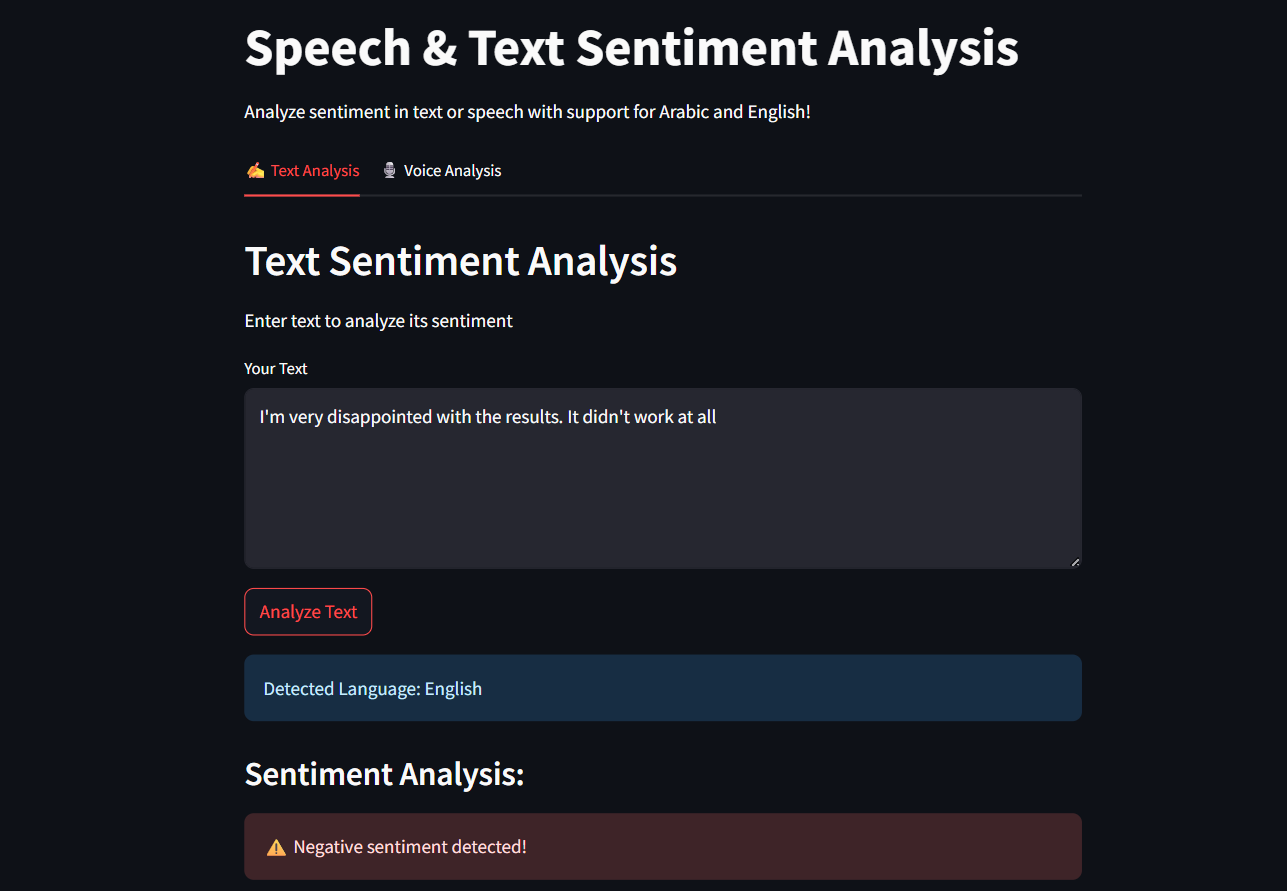 Speech & Text Sentiment Analysis
Analyze sentiment in text or speech with support for Arabic and English!
✍️ Text Analysis 🎙️ Voice Analysis
Text Sentiment Analysis
Enter text to analyze its sentiment
Your Text
I'm very disappointed with the results. It didn't work at all
Analyze Text
Detected Language: English
Sentiment Analysis:
⚠️ Negative sentiment detected!